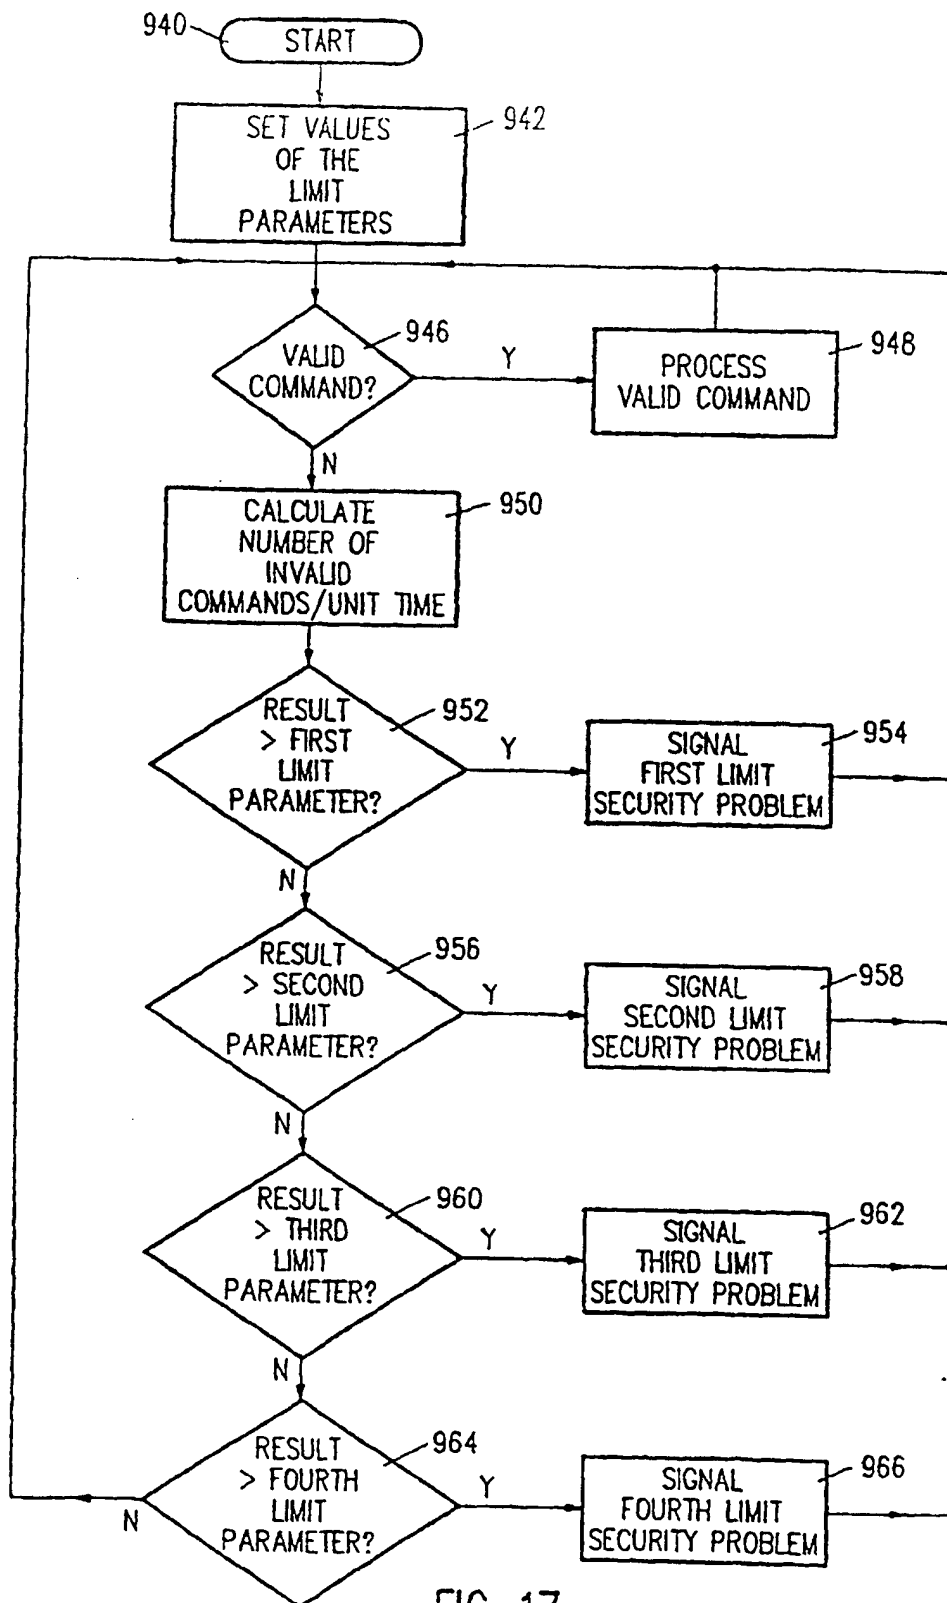 940
START
942
SET VALUES
OF THE
LIMIT
PARAMETERS
946
VALID
COMMAND?
Y
948
PROCESS
VALID COMMAND
N
950
CALCULATE
NUMBER OF
INVALID
COMMANDS/UNIT TIME
952
RESULT
> FIRST
LIMIT
PARAMETER?
Y
954
SIGNAL
FIRST LIMIT
SECURITY PROBLEM
N
956
RESULT
> SECOND
LIMIT
PARAMETER?
Y
958
SIGNAL
SECOND LIMIT
SECURITY PROBLEM
N
960
RESULT
> THIRD
LIMIT
PARAMETER?
Y
962
SIGNAL
THIRD LIMIT
SECURITY PROBLEM
N
964
RESULT
> FOURTH
LIMIT
PARAMETER?
Y
966
SIGNAL
FOURTH LIMIT
SECURITY PROBLEM
N
FIG. 17